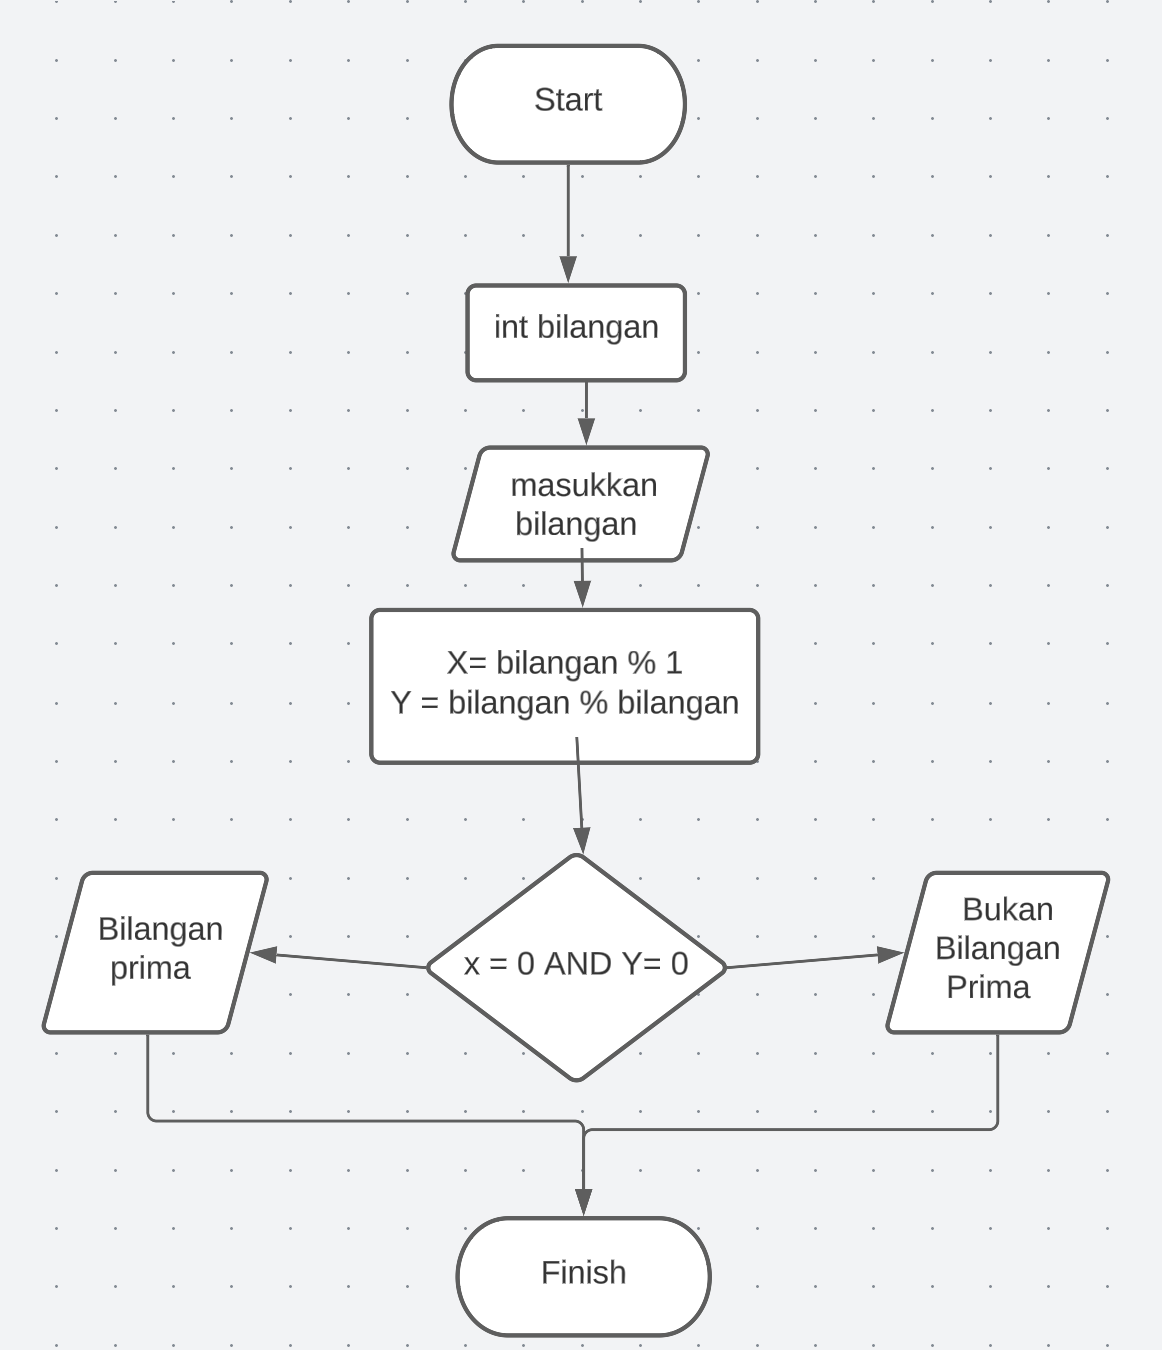 Start
int bilangan
masukkan
bilangan
X= bilangan % 1
Y = bilangan % bilangan
x = 0 AND Y= 0
Bilangan
prima
Bukan
Bilangan
Prima
Finish